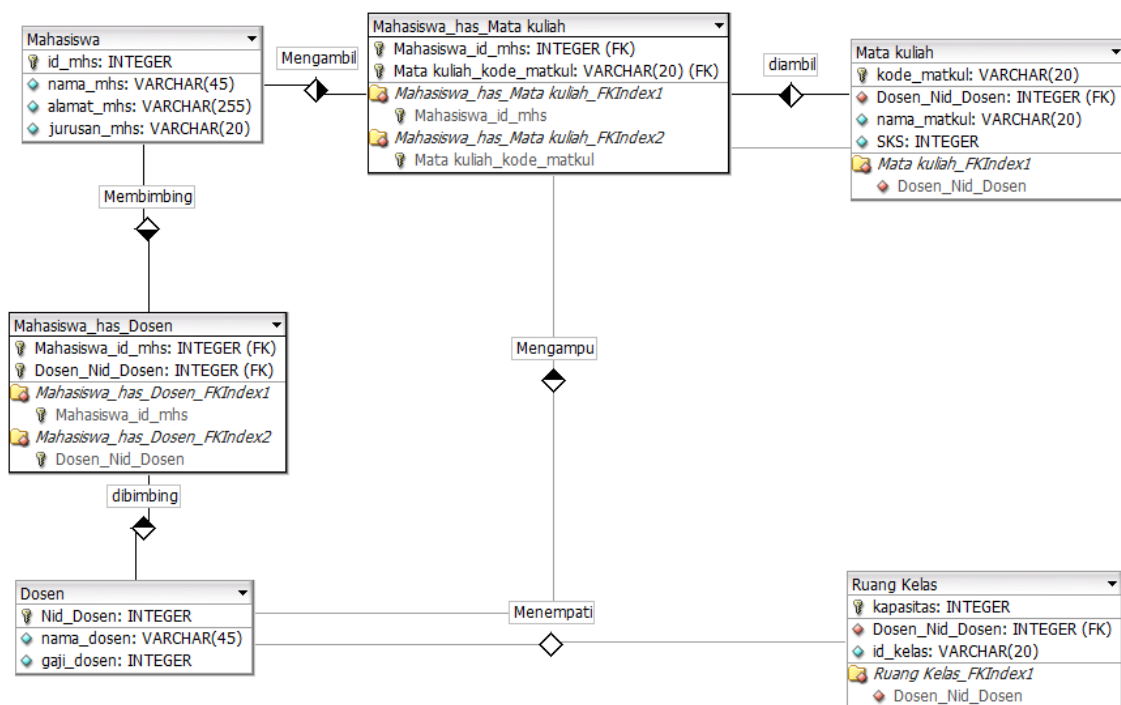 Mahasiswa
id_mhs: INTEGER
nama_mhs: VARCHAR(45)
alamat_mhs: VARCHAR(255)
jurusan_mhs: VARCHAR(20)
Mengambil
Mahasiswa_has_Mata kuliah
Mahasiswa_id_mhs: INTEGER (FK)
Mata kuliah_kode_matkul: VARCHAR(20) (FK)
Mahasiswa_has_Mata kuliah_FKIndex1
Mahasiswa_id_mhs
Mahasiswa_has_Mata kuliah_FKIndex2
Mata kuliah_kode_matkul
diambil
Mata kuliah
kode_matkul: VARCHAR(20)
Dosen_Nid_Dosen: INTEGER (FK)
nama_matkul: VARCHAR(20)
SKS: INTEGER
Mata kuliah_FKIndex1
Dosen_Nid_Dosen
Membimbing
Mahasiswa_has_Dosen
Mahasiswa_id_mhs: INTEGER (FK)
Dosen_Nid_Dosen: INTEGER (FK)
Mahasiswa_has_Dosen_FKIndex1
Mahasiswa_id_mhs
Mahasiswa_has_Dosen_FKIndex2
Dosen_Nid_Dosen
Mengampu
dibimbing
Dosen
Nid_Dosen: INTEGER
nama_dosen: VARCHAR(45)
gaji_dosen: INTEGER
Menempati
Ruang Kelas
kapasitas: INTEGER
Dosen_Nid_Dosen: INTEGER (FK)
id_kelas: VARCHAR(20)
Ruang Kelas_FKIndex1
Dosen_Nid_Dosen